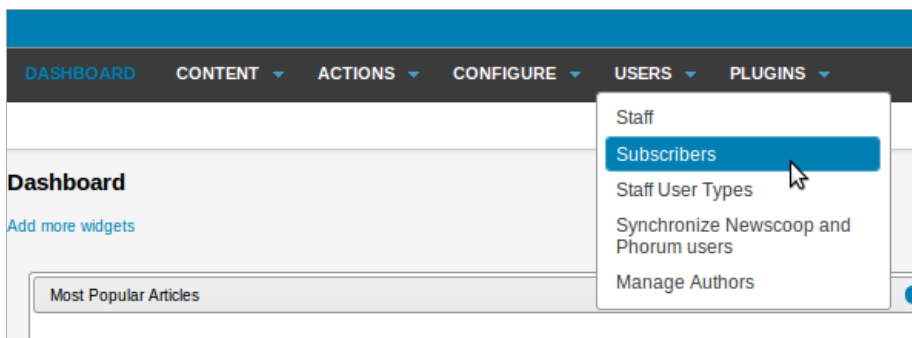 DASHBOARD CONTENT ACTIONS CONFIGURE USERS PLUGINS
Staff
Subscribers
Staff User Types
Synchronize Newscoop and
Phorum users
Manage Authors
Dashboard
Add more widgets
Most Popular Articles